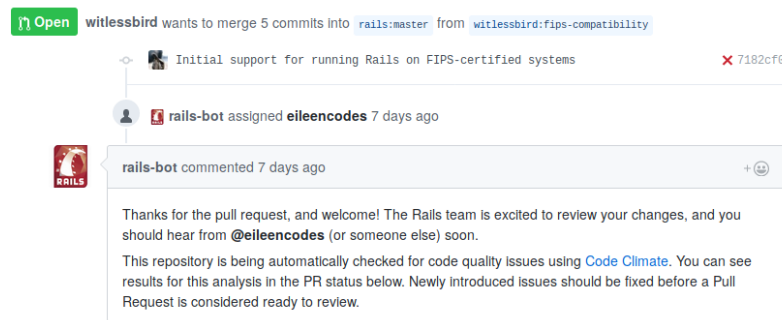 Open witlessbird wants to merge 5 commits into rails:master from witlessbird:fips-compatibility
Initial support for running Rails on FIPS-certified systems 7182cf0
rails-bot assigned eileencodes 7 days ago
RAILS
rails-bot commented 7 days ago
Thanks for the pull request, and welcome! The Rails team is excited to review your changes, and you
should hear from @eileencodes (or someone else) soon.
This repository is being automatically checked for code quality issues using Code Climate. You can see
results for this analysis in the PR status below. Newly introduced issues should be fixed before a Pull
Request is considered ready to review.